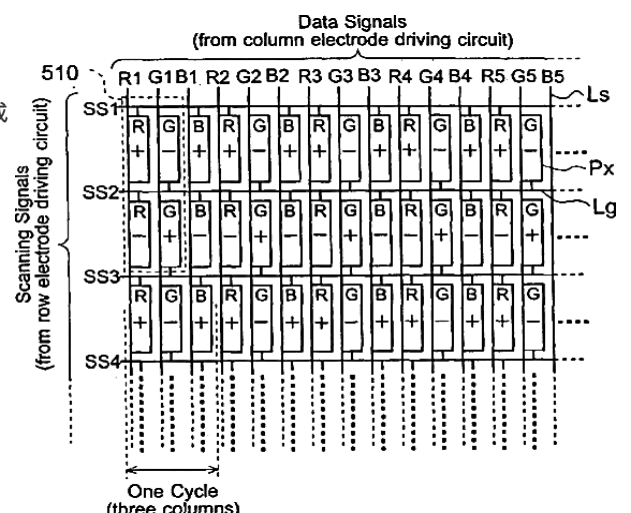 Data Signals
(from column electrode driving circuit)
510
R1 G1 B1 R2 G2 B2 R3 G3 B3 R4 G4 B4 R5 G5 B5
Ls
SS1
R G B R G B R G B R G B R G
+ − + + − + + − + + − + + −
Px
SS2
Lg
R G B R G B R G B R G B R G
− + − − + − − + − − + − − +
SS3
R G B R G B R G B R G B R G
+ − + + − + + − + + − + + −
SS4
Scanning Signals
(from row electrode driving circuit)
One Cycle
(three columns)